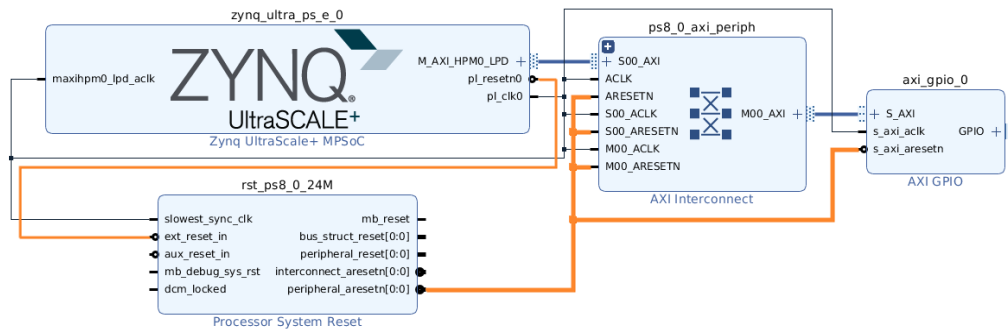 zynq_ultra_ps_e_0
maxihpm0_lpd_aclk
ZYNQ®
UltraSCALE+
M_AXI_HPM0_LPD
pl_resetn0
pl_clk0
Zynq UltraScale+ MPSoC
ps8_0_axi_periph
S00_AXI
ACLK
ARESETN
S00_ACLK
S00_ARESETN
M00_ACLK
M00_ARESETN
M00_AXI
AXI Interconnect
axi_gpio_0
S_AXI
s_axi_aclk
s_axi_aresetn
GPIO
AXI GPIO
rst_ps8_0_24M
slowest_sync_clk
ext_reset_in
aux_reset_in
mb_debug_sys_rst
dcm_locked
mb_reset
bus_struct_reset[0:0]
peripheral_reset[0:0]
interconnect_aresetn[0:0]
peripheral_aresetn[0:0]
Processor System Reset